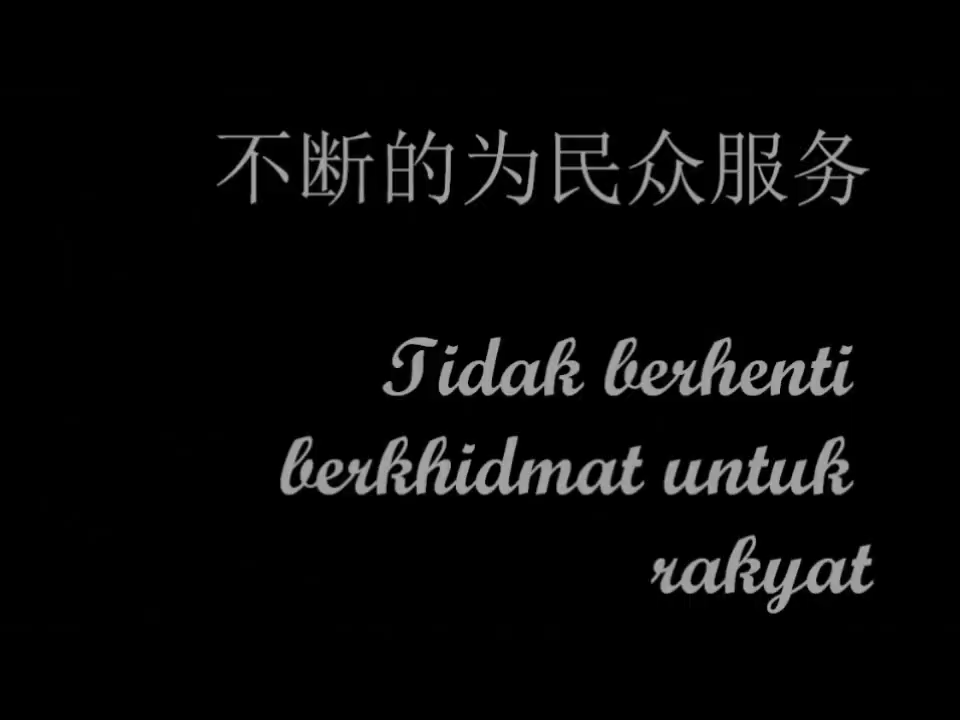 不断的为民众服务
Tidak berhenti
berkhidmat untuk
rakyat